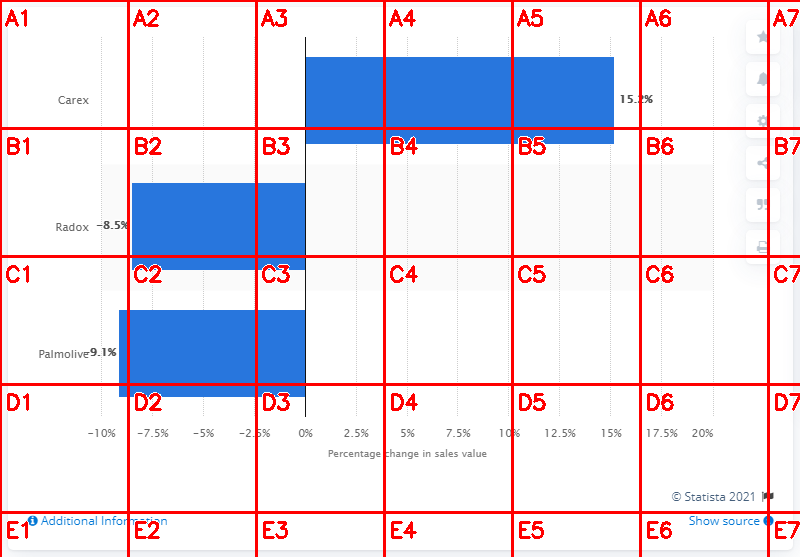 A1 A2 A3 A4 A5 A6 A7
Carex 15.2%
B1 B2 B3 B4 B5 B6 B7
Radox -8.5%
C1 C2 C3 C4 C5 C6 C7
Palmolive -9.1%
D1 D2 D3 D4 D5 D6 D7
-10% -7.5% -5% -2.5% 0% 2.5% 5% 7.5% 10% 12.5% 15% 17.5% 20%
Percentage change in sales value
© Statista 2021
Additional Information Show source
E1 E2 E3 E4 E5 E6 E7